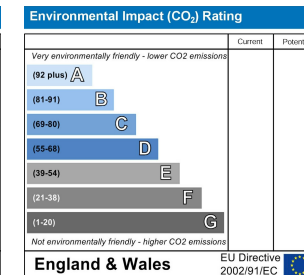 Environmental Impact (CO₂) Rating
Current Potent
Very environmentally friendly - lower CO2 emissions
(92 plus) A
(81-91) B
(69-80) C
(55-68) D
(39-54) E
(21-38) F
(1-20) G
Not environmentally friendly - higher CO2 emissions
England & Wales EU Directive
2002/91/EC